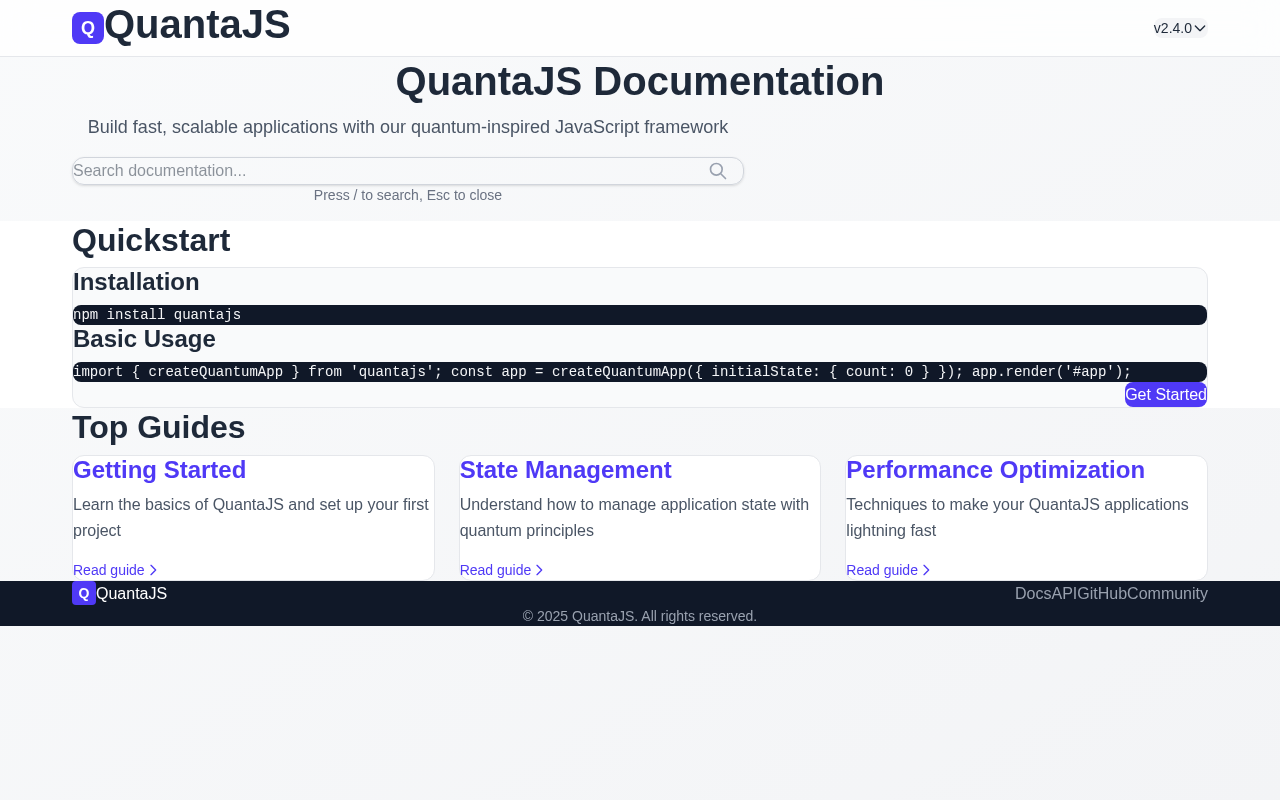 Q QuantaJS
v2.4.0
QuantaJS Documentation
Build fast, scalable applications with our quantum-inspired JavaScript framework
Search documentation...
Press / to search, Esc to close
Quickstart
Installation
npm install quantajs
Basic Usage
import { createQuantumApp } from 'quantajs'; const app = createQuantumApp({ initialState: { count: 0 } }); app.render('#app');
Get Started
Top Guides
Getting Started
Learn the basics of QuantaJS and set up your first
project
Read guide
State Management
Understand how to manage application state with
quantum principles
Read guide
Performance Optimization
Techniques to make your QuantaJS applications
lightning fast
Read guide
Q QuantaJS
DocsAPIGitHubCommunity
© 2025 QuantaJS. All rights reserved.